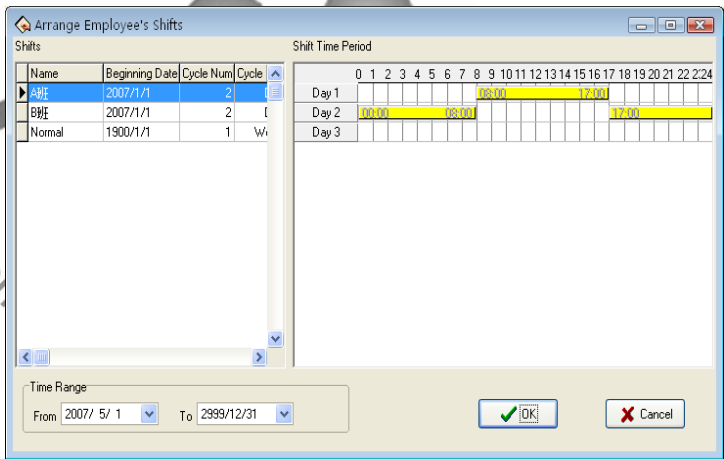 Arrange Employee's Shifts
Shifts
Shift Time Period
Name Beginning Date Cycle Num Cycle
A班 2007/1/1 2
B班 2007/1/1 2
Normal 1900/1/1 1
0 1 2 3 4 5 6 7 8 9 10 11 12 13 14 15 16 17 18 19 20 21 22 2:24
Day 1 08:00 17:00
Day 2 00:00 08:00 17:00
Day 3
Time Range
From 2007/ 5/ 1 To 2999/12/31
OK Cancel